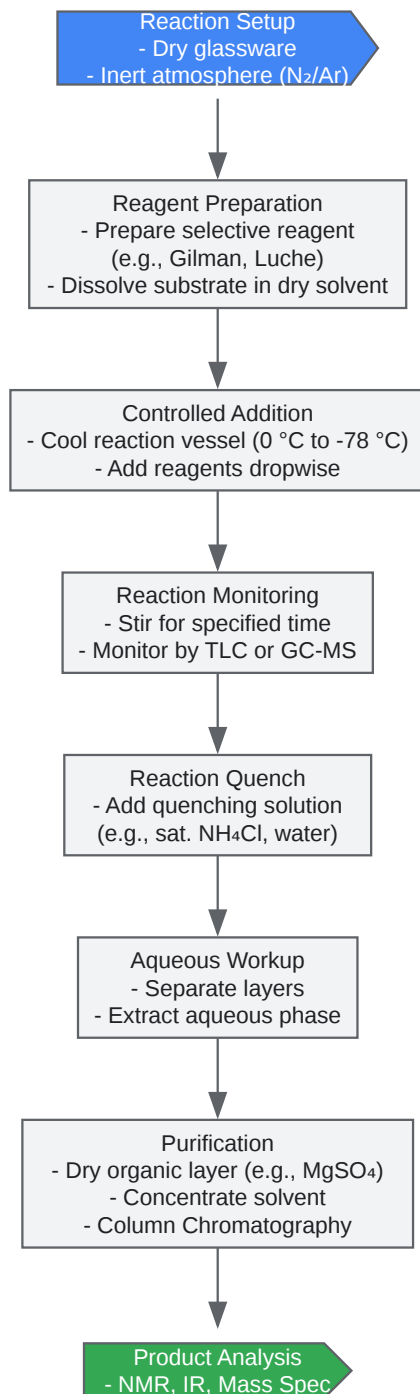 Reaction Setup
- Dry glassware
- Inert atmosphere (N₂/Ar)
Reagent Preparation
- Prepare selective reagent
(e.g., Gilman, Luche)
- Dissolve substrate in dry solvent
Controlled Addition
- Cool reaction vessel (0 °C to -78 °C)
- Add reagents dropwise
Reaction Monitoring
- Stir for specified time
- Monitor by TLC or GC-MS
Reaction Quench
- Add quenching solution
(e.g., sat. NH₄Cl, water)
Aqueous Workup
- Separate layers
- Extract aqueous phase
Purification
- Dry organic layer (e.g., MgSO₄)
- Concentrate solvent
- Column Chromatography
Product Analysis
- NMR, IR, Mass Spec